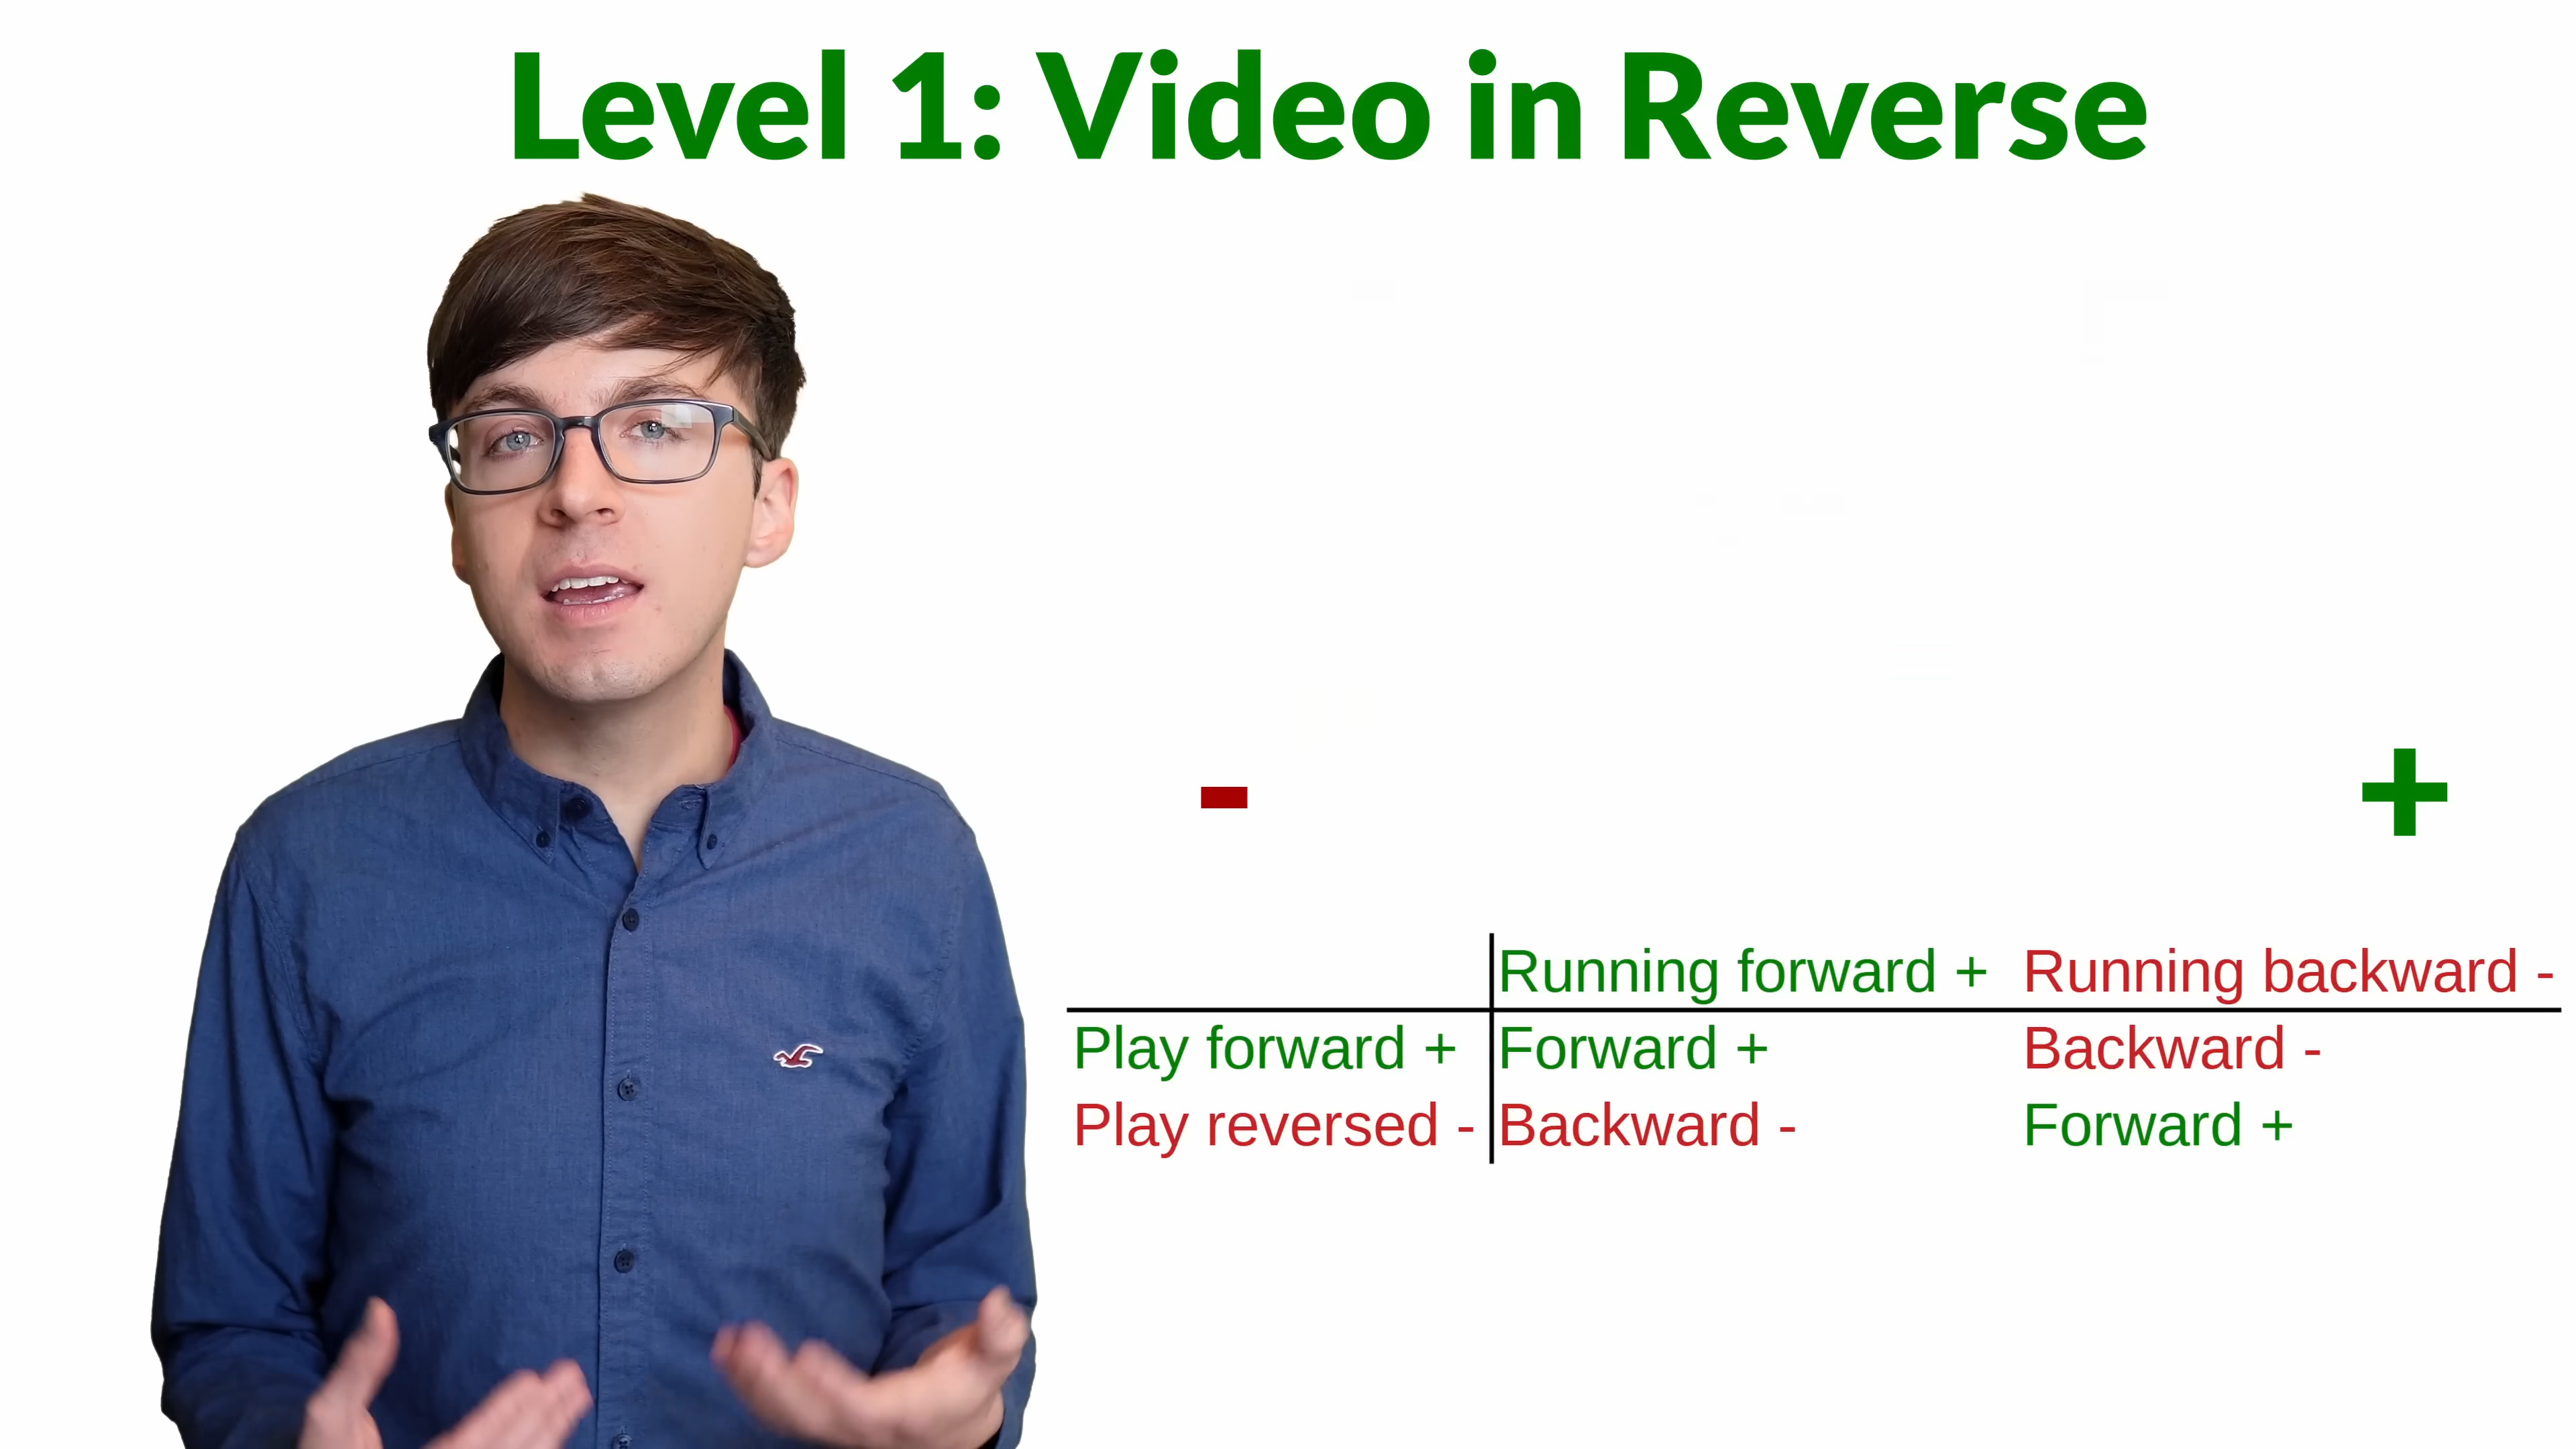 Level 1: Video in Reverse
- +
Running forward + Running backward -
Play forward + Forward + Backward -
Play reversed - Backward - Forward +